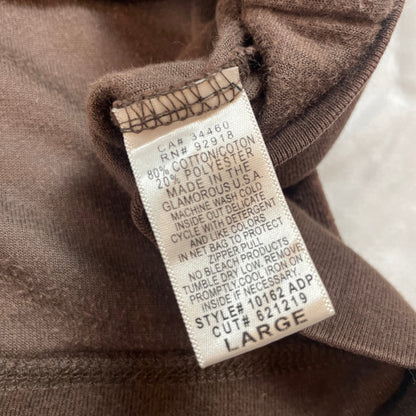 CA# 34460
RN# 92918
80% COTTON/COTTON
20% POLYESTER
MADE IN THE
GLAMOROUS U.S.A
MACHINE WASH COLD
INSIDE OUT DELICATE
CYCLE WITH DETERGENT
AND LIKE COLORS
IN NET BAG TO PROTECT
ZIPPER PULL
NO BLEACH PRODUCTS
TUMBLE DRY LOW. REMOVE
PROMPTLY. COOL IRON ON
INSIDE IF NECESSARY
STYLE# 10162 ADP
CUT# 621219
LARGE